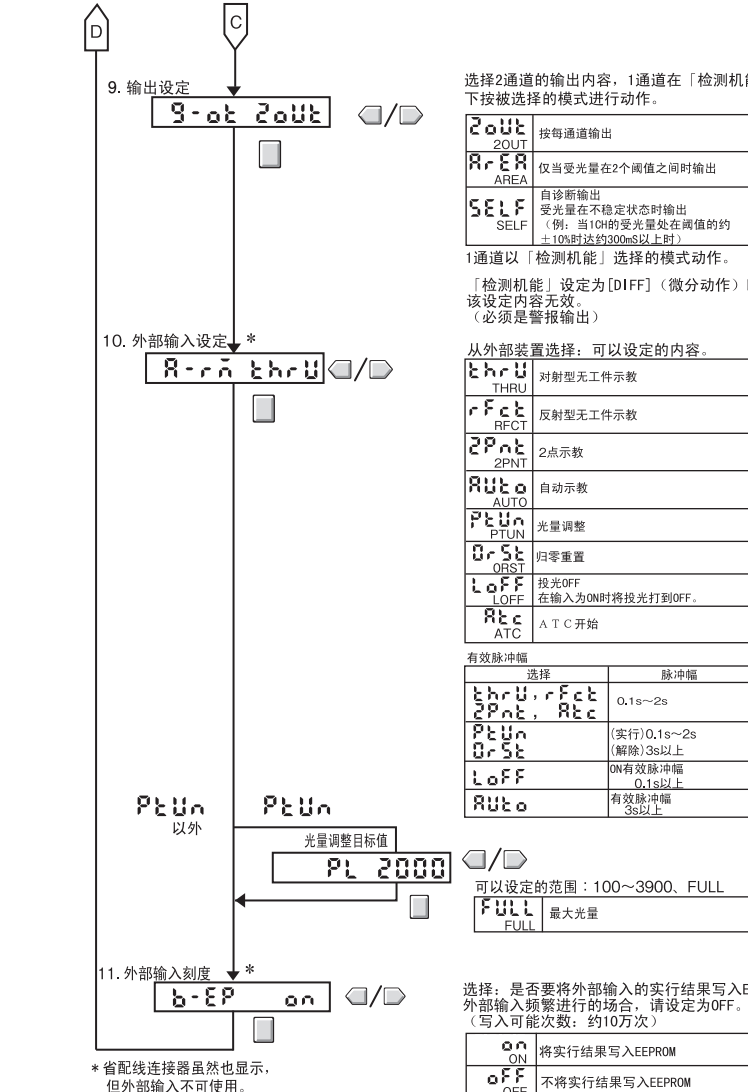 D
C
9. 输出设定
9-ot 2oUt
选择2通道的输出内容，1通道在「检测机
下按被选择的模式进行动作。
2oUt
2OUT
按每通道输出
ArEA
AREA
仅当受光量在2个阈值之间时输出
SELF
SELF
自诊断输出
受光量在不稳定状态时输出
（例：当1CH的受光量处在阈值的约
±10%时达约300mS以上时）
1通道以「检测机能」选择的模式动作。
「检测机能」设定为[DIFF]（微分动作）
该设定内容无效。
（必须是警报输出）
10. 外部输入设定 *
A-rm thrU
从外部装置选择：可以设定的内容。
thrU
THRU
对射型无工件示教
rFct
RFCT
反射型无工件示教
2Pnt
2PNT
2点示教
AUto
AUTO
自动示教
PtUn
PTUN
光量调整
0rSt
0RST
归零重置
LoFF
LOFF
投光OFF
在输入为ON时将投光打到OFF。
Atc
ATC
ＡＴＣ开始
有效脉冲幅
选择 脉冲幅
thrU, rFct
2Pnt, Atc
0.1s～2s
PtUn
0rSt
(实行)0.1s～2s
(解除)3s以上
LoFF
ON有效脉冲幅
0.1s以上
AUto
有效脉冲幅
3s以上
PtUn
以外
PtUn
光量调整目标值
PL 2000
可以设定的范围：100～3900、FULL
FULL
FULL
最大光量
11. 外部输入刻度 *
b-EP on
选择：是否要将外部输入的实行结果写入E
外部输入频繁进行的场合，请设定为OFF。
（写入可能次数：约10万次）
on
ON
将实行结果写入EEPROM
oFF
OFF
不将实行结果写入EEPROM
*省配线连接器虽然也显示，
但外部输入不可使用。